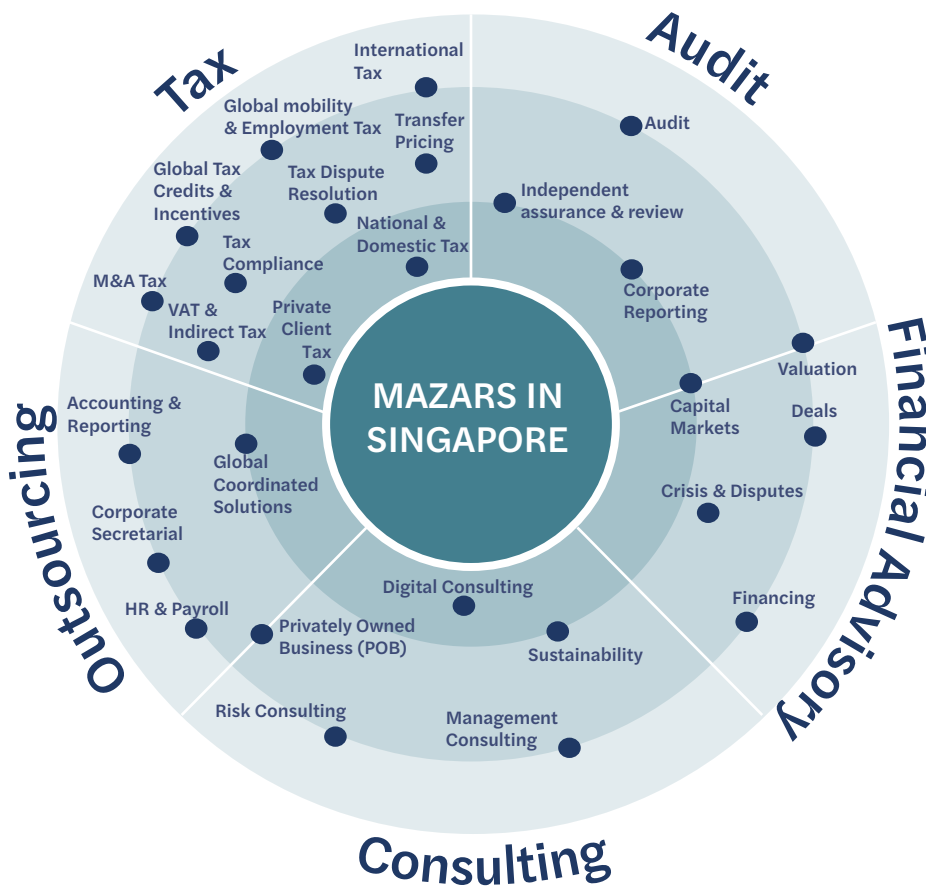 Tax
International
Tax
Global mobility
& Employment Tax
Transfer
Pricing
Global Tax
Credits &
Incentives
Tax Dispute
Resolution
National &
Domestic Tax
Tax
Compliance
M&A Tax
VAT &
Indirect Tax
Private
Client
Tax
Audit
Audit
Independent
assurance & review
Corporate
Reporting
Valuation
Capital
Markets
Financial Advisory
Deals
Crisis & Disputes
Financing
MAZARS IN
SINGAPORE
Outsourcing
Accounting &
Reporting
Global
Coordinated
Solutions
Corporate
Secretarial
HR & Payroll
Privately Owned
Business (POB)
Digital Consulting
Sustainability
Risk Consulting
Management
Consulting
Consulting